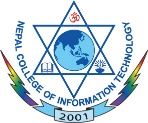 ॐ
NEPAL COLLEGE OF INFORMATION TECHNOLOGY
2001